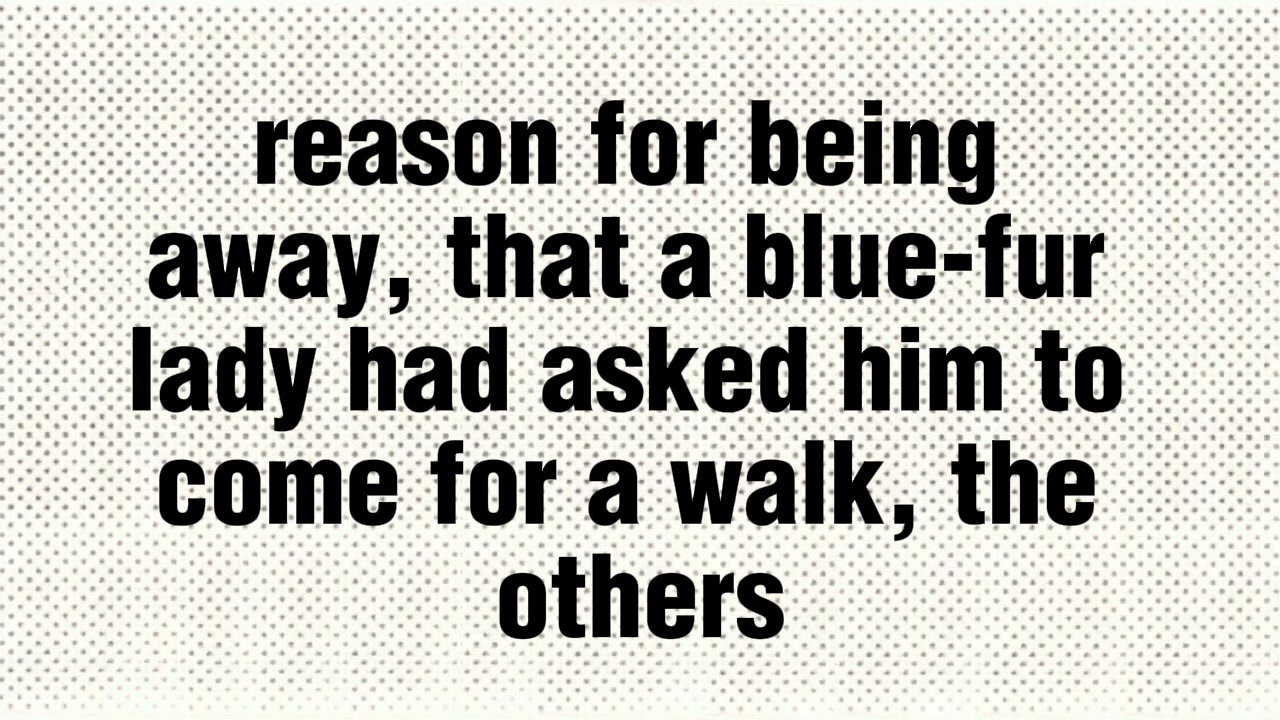 reason for being
away, that a blue-fur
lady had asked him to
come for a walk, the
others